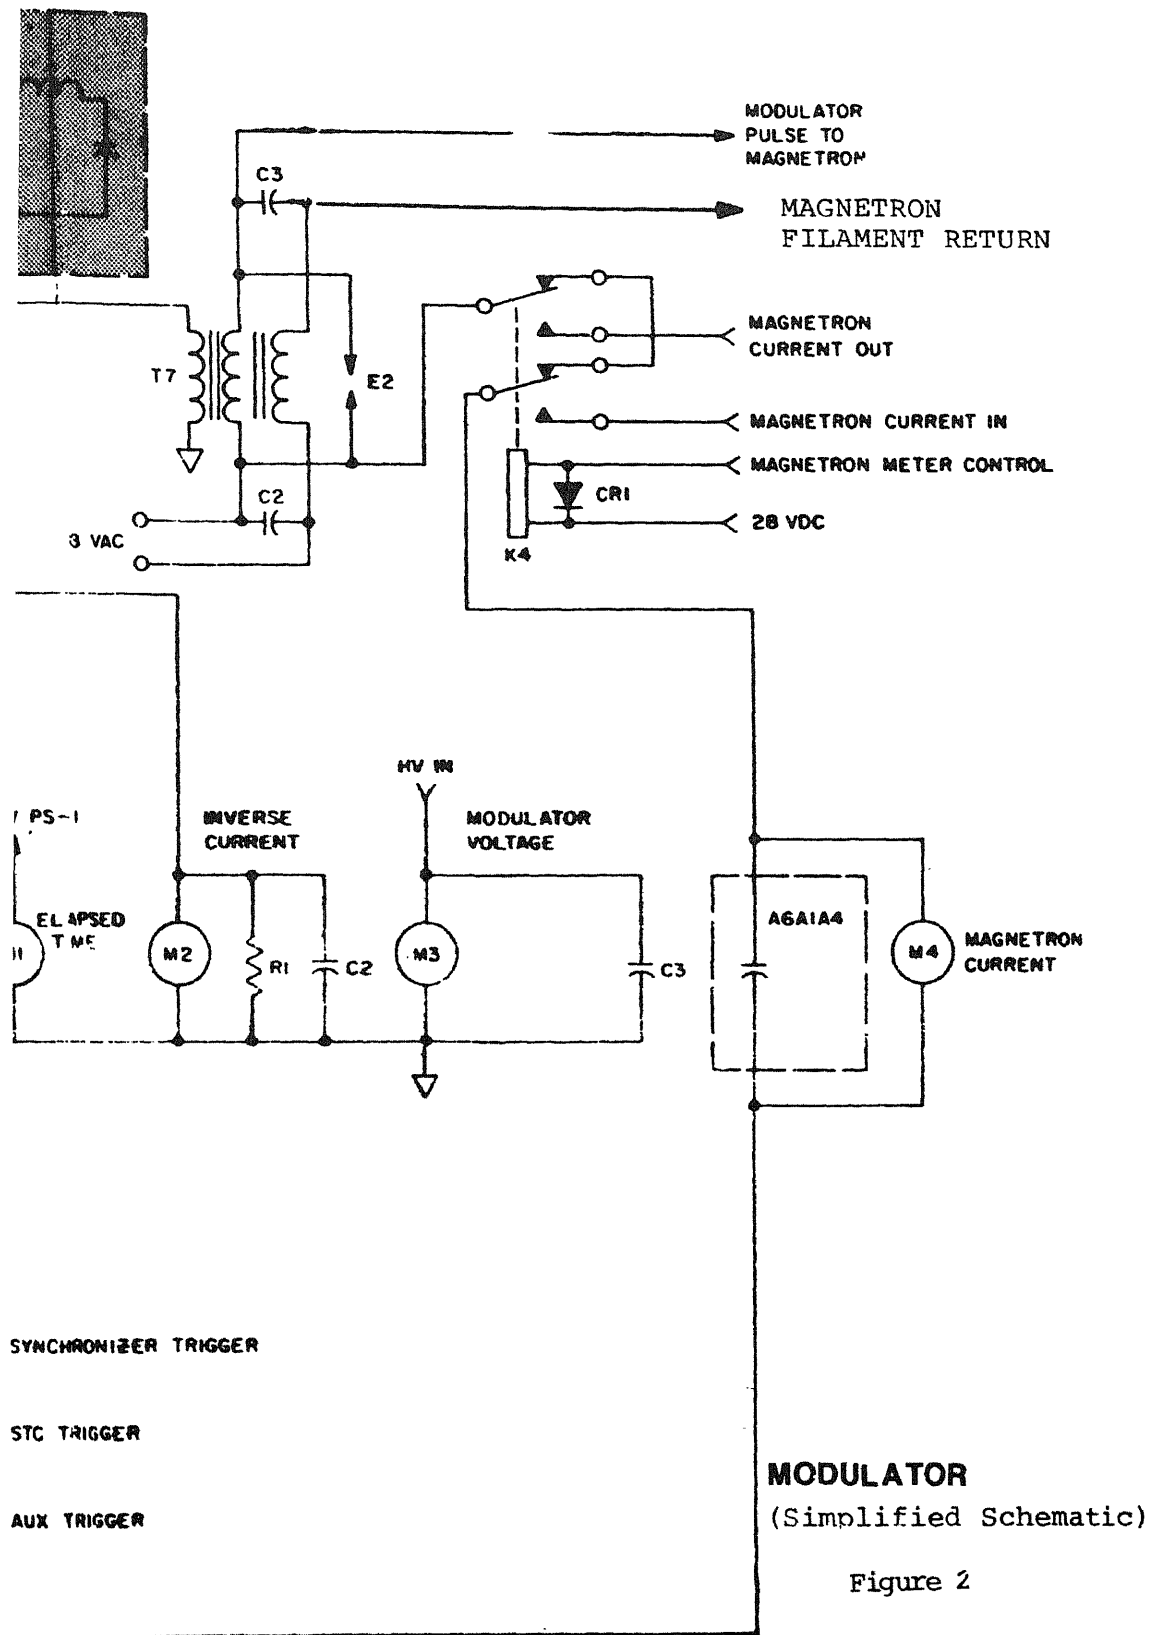 MODULATOR
PULSE TO
MAGNETRON
C3
MAGNETRON
FILAMENT RETURN
MAGNETRON
CURRENT OUT
T7
E2
MAGNETRON CURRENT IN
MAGNETRON METER CONTROL
C2
CR1
3 VAC
28 VDC
K4
HV IN
PS-1
INVERSE
CURRENT
MODULATOR
VOLTAGE
ELAPSED
A6A1A4
M2
R1
C2
M3
C3
M4
MAGNETRON
CURRENT
SYNCHRONIZER TRIGGER
STC TRIGGER
AUX TRIGGER
MODULATOR
(Simplified Schematic)
Figure 2